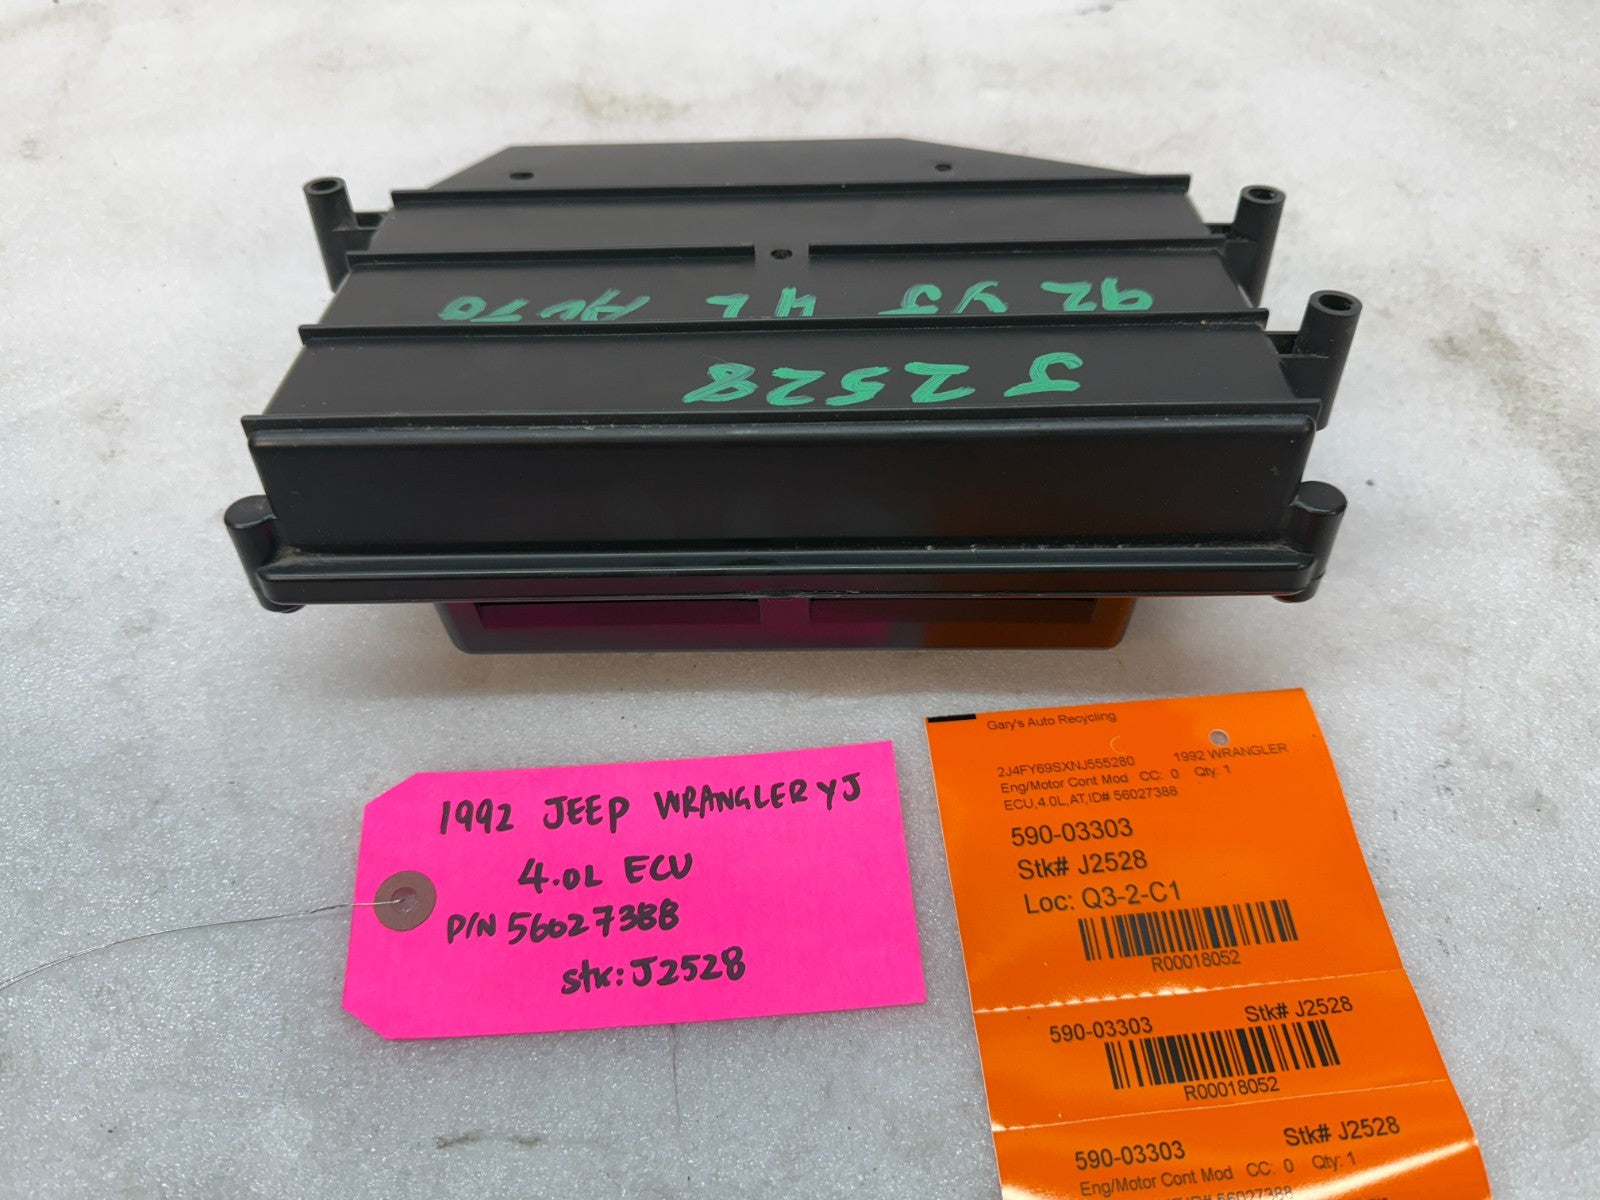 92 YJ 4L AUTO
J2528
1992 JEEP WRANGLER YJ
4.0L ECU
P/N 56027388
stk: J2528
Gary's Auto Recycling
2J4FY69SXNJ555280 1992 WRANGLER
Eng/Motor Cont Mod CC: 0 Qty: 1
ECU,4.0L,AT,ID# 56027388
590-03303
Stk# J2528
Loc: Q3-2-C1
R00018052
590-03303 Stk# J2528
R00018052
590-03303 Stk# J2528
Eng/Motor Cont Mod CC: 0 Qty: 1
ID# 56027388